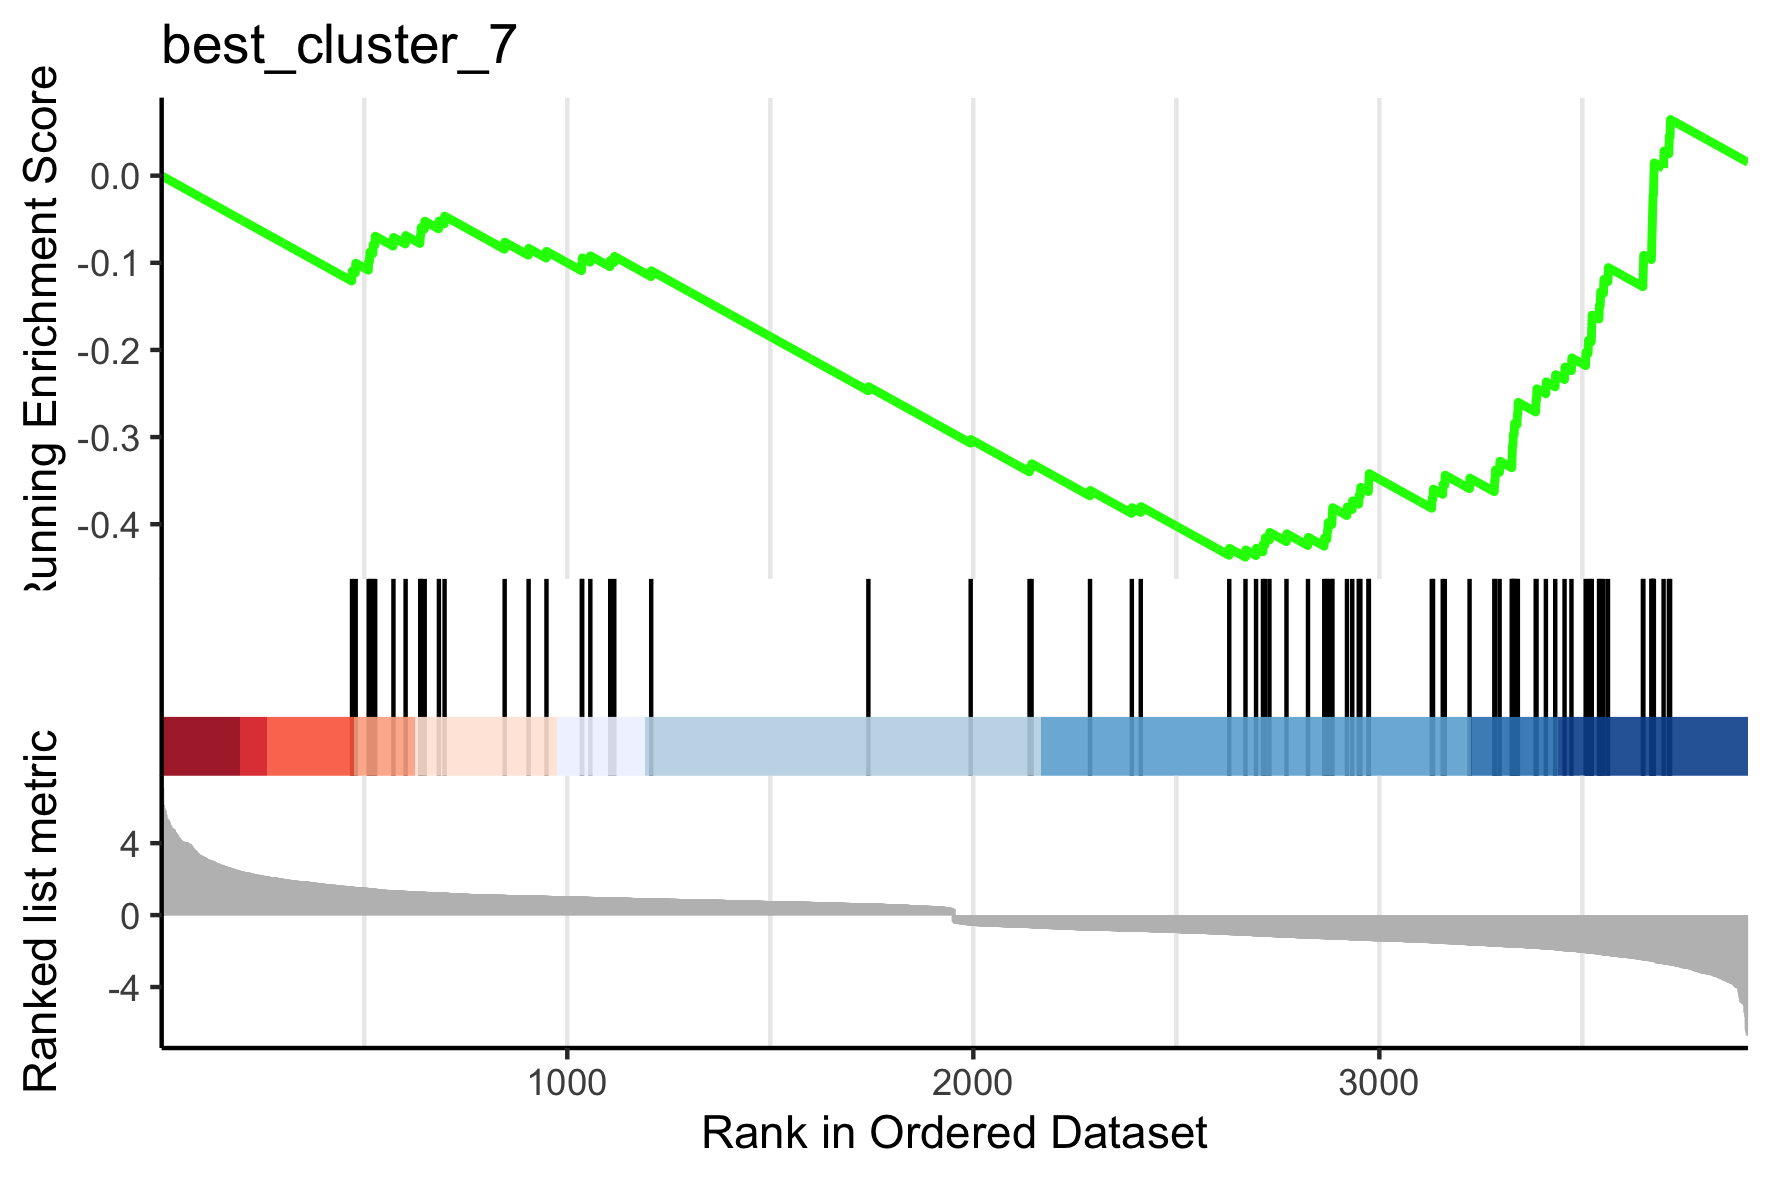 best_cluster_7
Running Enrichment Score
0.0
-0.1
-0.2
-0.3
-0.4
Ranked list metric
4
0
-4
1000
2000
3000
Rank in Ordered Dataset